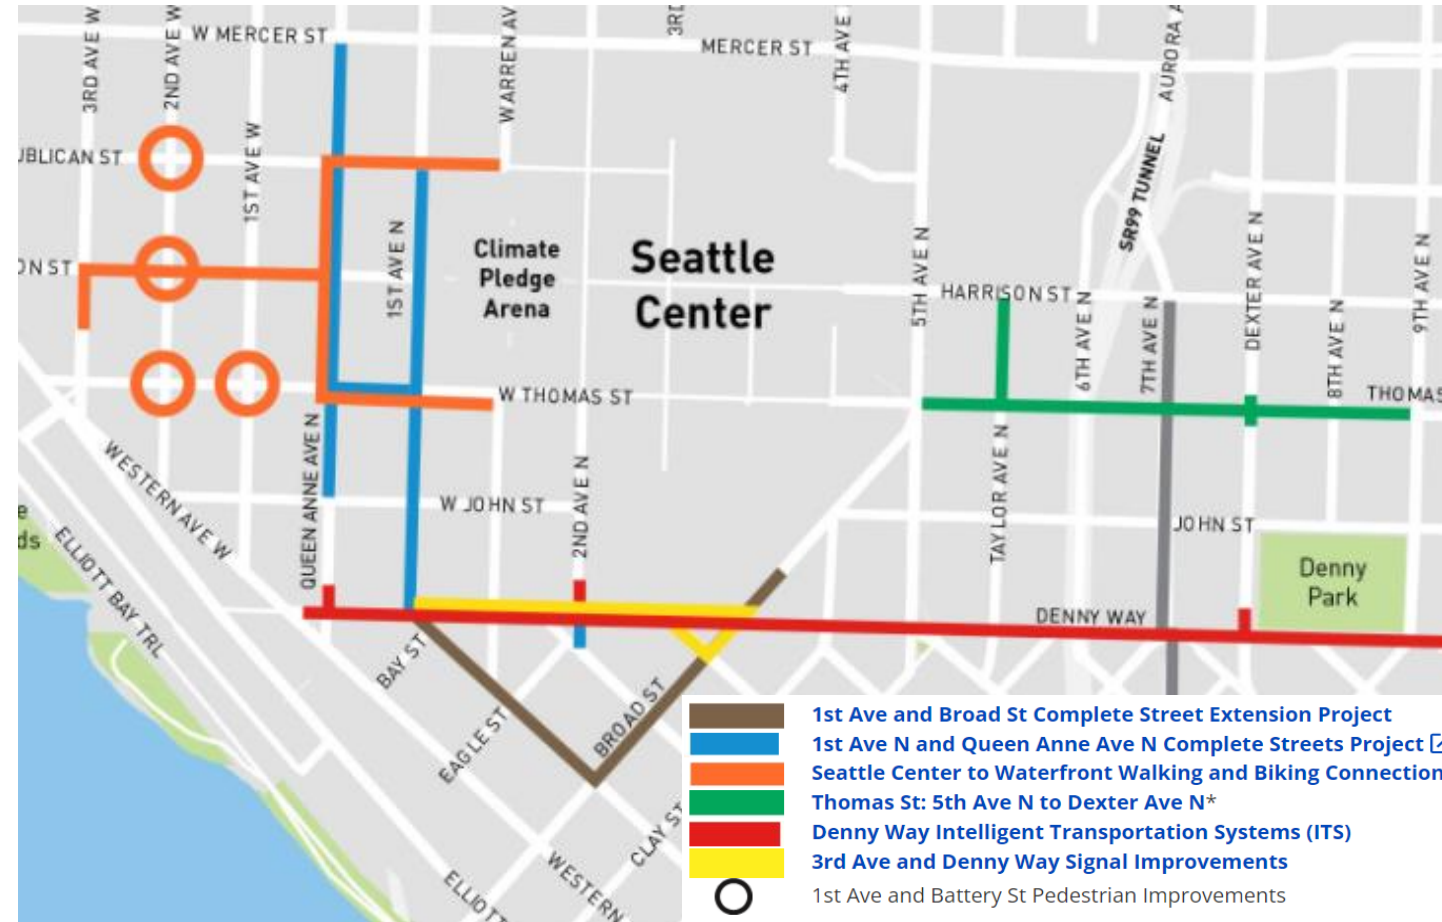 3RD AVE W
2ND AVE W
W MERCER ST
WARREN AV
3RD
MERCER ST
4TH AVE
AURORA A
UBLICAN ST
1ST AVE W
SR99 TUNNEL
ON ST
1ST AVE N
Climate
Pledge
Arena
Seattle
Center
5TH AVE N
HARRISON ST
6TH AVE N
7TH AVE N
DEXTER AVE N
8TH AVE N
9TH AVE N
W THOMAS ST
THOMAS
QUEEN ANNE AVE N
WESTERN AVE W
W JOHN ST
2ND AVE N
TAYLOR AVE N
JOHN ST
e
ds
ELLIOTT BAY TRL
Denny
Park
DENNY WAY
BAY ST
EAGLE ST
BROAD ST
CLAY ST
WESTERN
ELLIOTT
1st Ave and Broad St Complete Street Extension Project
1st Ave N and Queen Anne Ave N Complete Streets Project
Seattle Center to Waterfront Walking and Biking Connection
Thomas St: 5th Ave N to Dexter Ave N*
Denny Way Intelligent Transportation Systems (ITS)
3rd Ave and Denny Way Signal Improvements
1st Ave and Battery St Pedestrian Improvements